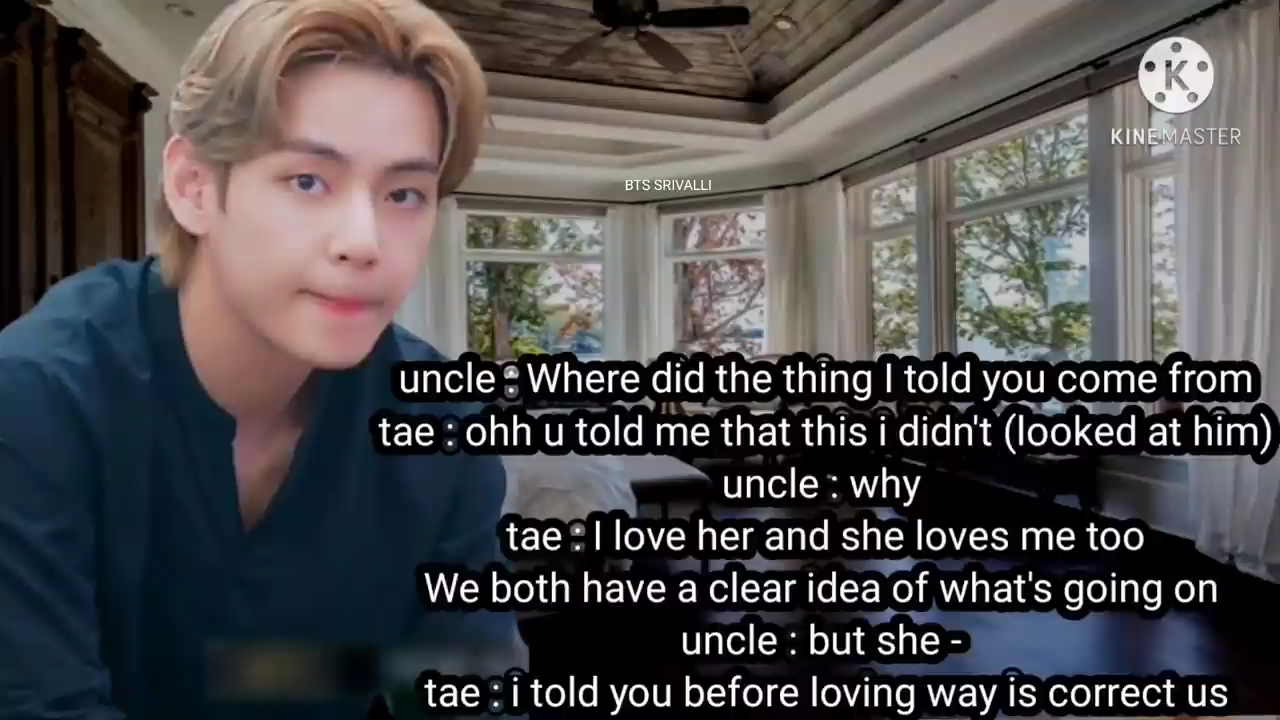 K
KINEMASTER
BTS SRIVALLI
uncle : Where did the thing I told you come from
tae : ohh u told me that this i didn't (looked at him)
uncle : why
tae : I love her and she loves me too
We both have a clear idea of what's going on
uncle : but she -
tae : i told you before loving way is correct us